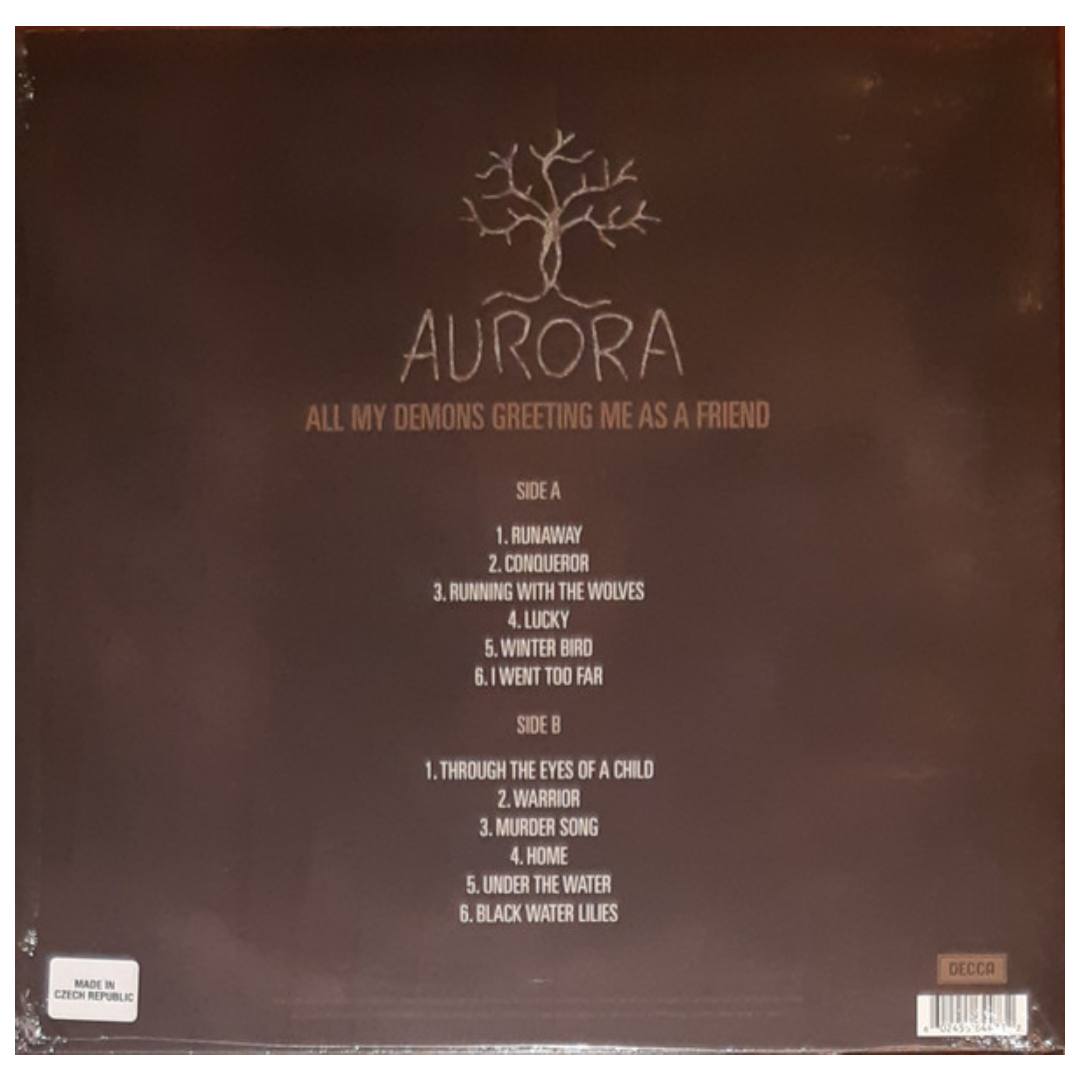 AURORA
ALL MY DEMONS GREETING ME AS A FRIEND
SIDE A
1. RUNAWAY
2. CONQUEROR
3. RUNNING WITH THE WOLVES
4. LUCKY
5. WINTER BIRD
6. I WENT TOO FAR
SIDE B
1. THROUGH THE EYES OF A CHILD
2. WARRIOR
3. MURDER SONG
4. HOME
5. UNDER THE WATER
6. BLACK WATER LILIES
MADE IN
CZECH REPUBLIC
DECCA